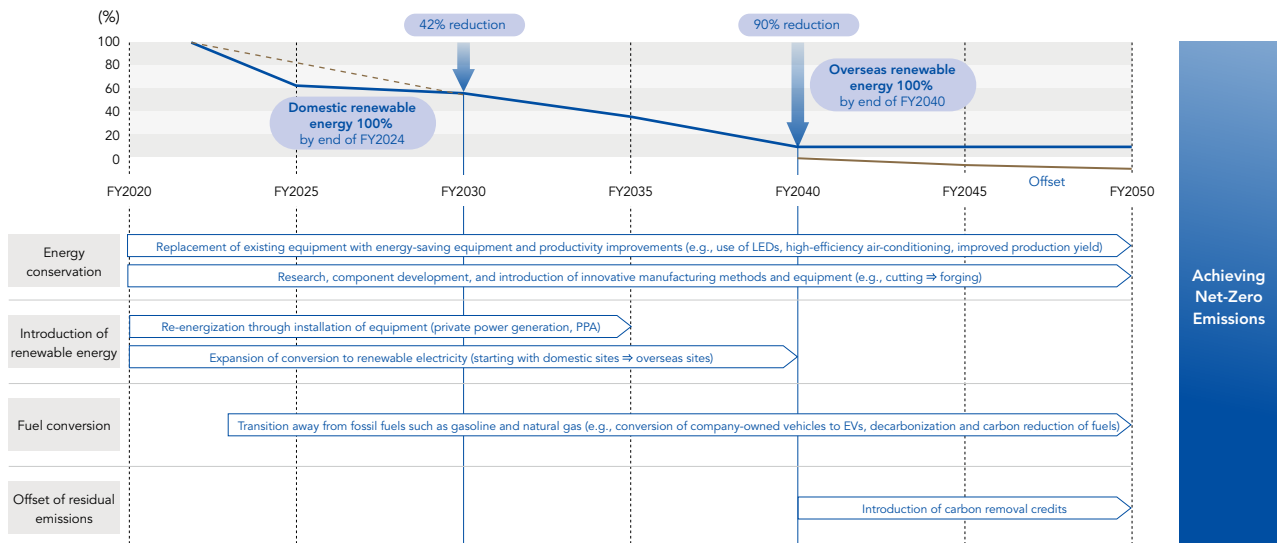 (%)
42% reduction
90% reduction
100
80
60
40
20
0
Domestic renewable
energy 100%
by end of FY2024
Overseas renewable
energy 100%
by end of FY2040
Offset
FY2020
FY2025
FY2030
FY2035
FY2040
FY2045
FY2050
Energy
conservation
Replacement of existing equipment with energy-saving equipment and productivity improvements (e.g., use of LEDs, high-efficiency air-conditioning, improved production yield)
Research, component development, and introduction of innovative manufacturing methods and equipment (e.g., cutting ⇒ forging)
Introduction of
renewable energy
Re-energization through installation of equipment (private power generation, PPA)
Expansion of conversion to renewable electricity (starting with domestic sites ⇒ overseas sites)
Fuel conversion
Transition away from fossil fuels such as gasoline and natural gas (e.g., conversion of company-owned vehicles to EVs, decarbonization and carbon reduction of fuels)
Offset of residual
emissions
Introduction of carbon removal credits
Achieving
Net-Zero
Emissions